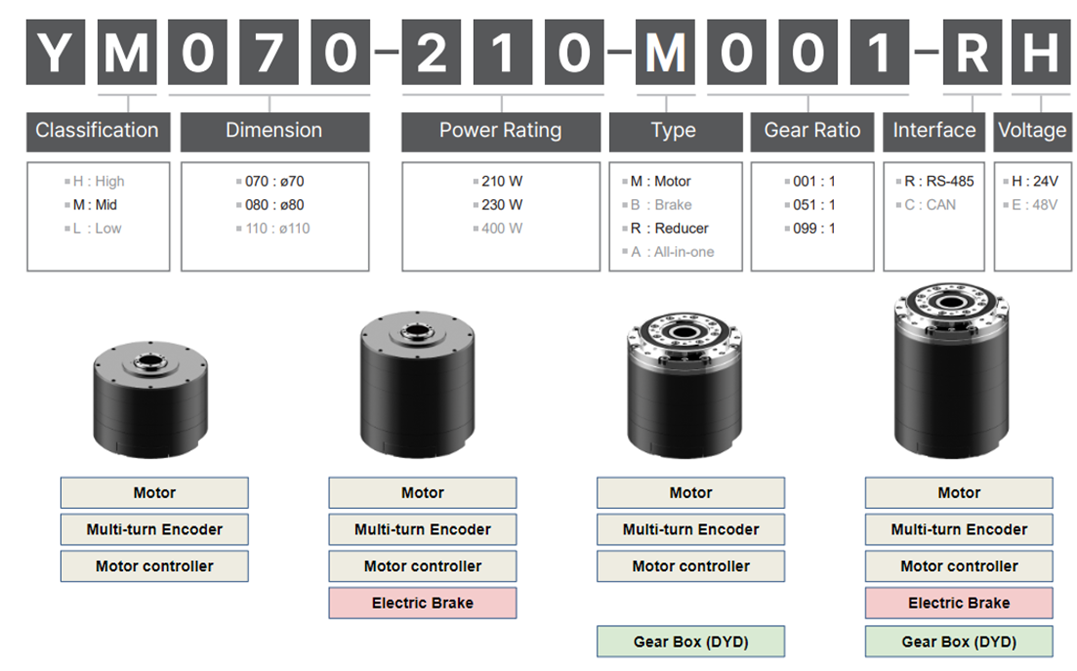 YM070-210-M001-RH
Classification Dimension Power Rating Type Gear Ratio Interface Voltage
H : High 070 : ø70 210 W M : Motor 001 : 1 R : RS-485 H : 24V
M : Mid 080 : ø80 230 W B : Brake 051 : 1 C : CAN E : 48V
L : Low 110 : ø110 400 W R : Reducer 099 : 1
A : All-in-one
Motor Motor Motor Motor
Multi-turn Encoder Multi-turn Encoder Multi-turn Encoder Multi-turn Encoder
Motor controller Motor controller Motor controller Motor controller
Electric Brake Electric Brake
Gear Box (DYD) Gear Box (DYD)